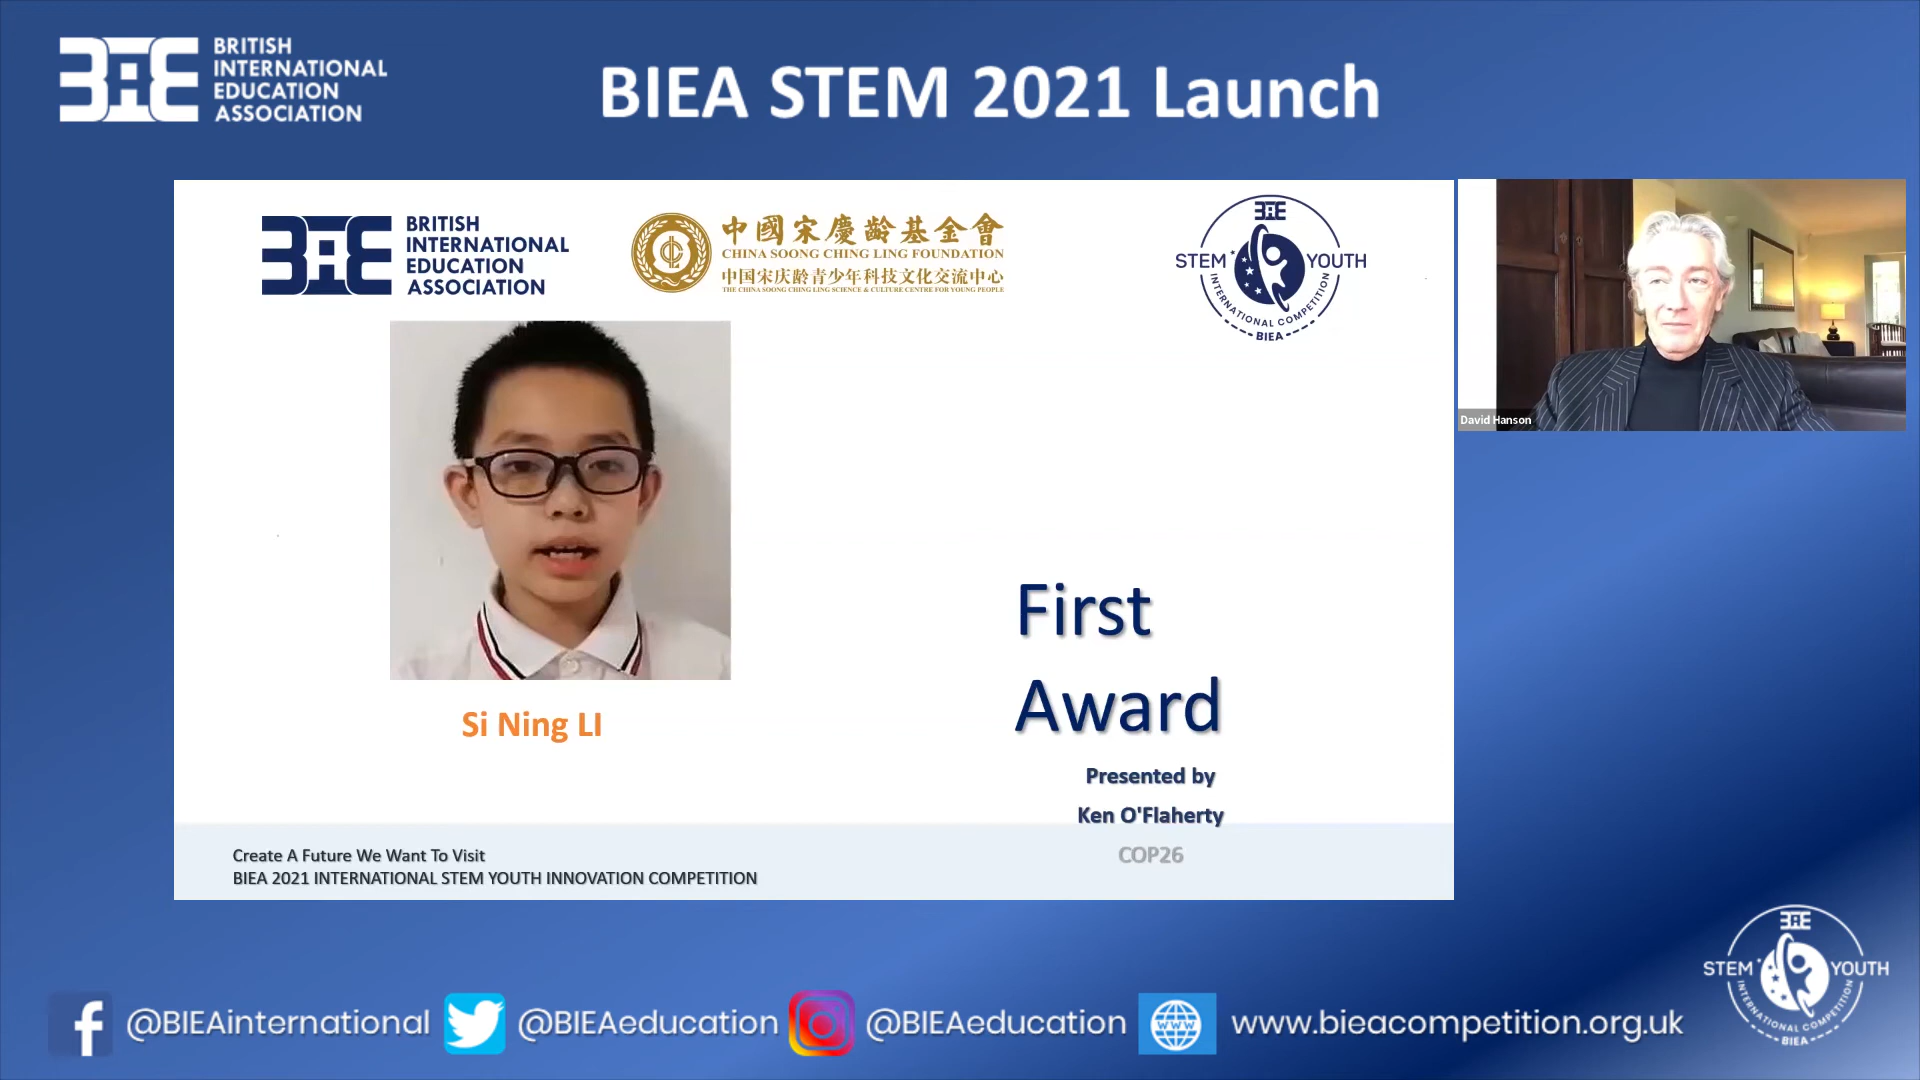 BRITISH
INTERNATIONAL
EDUCATION
ASSOCIATION
BIEA STEM 2021 Launch
BRITISH
INTERNATIONAL
EDUCATION
ASSOCIATION
中國宋慶齡基金會
CHINA SOONG CHING LING FOUNDATION
中国宋庆龄青少年科技文化交流中心
THE CHINA SOONG CHING LING SCIENCE & CULTURE CENTRE FOR YOUNG PEOPLE
STEM YOUTH
INTERNATIONAL COMPETITION
BIEA
David Hanson
Si Ning LI
First
Award
Presented by
Ken O'Flaherty
COP26
Create A Future We Want To Visit
BIEA 2021 INTERNATIONAL STEM YOUTH INNOVATION COMPETITION
@BIEAinternational
@BIEAeducation
@BIEAeducation
www
www.bieacompetition.org.uk
STEM YOUTH
INTERNATIONAL COMPETITION
BIEA